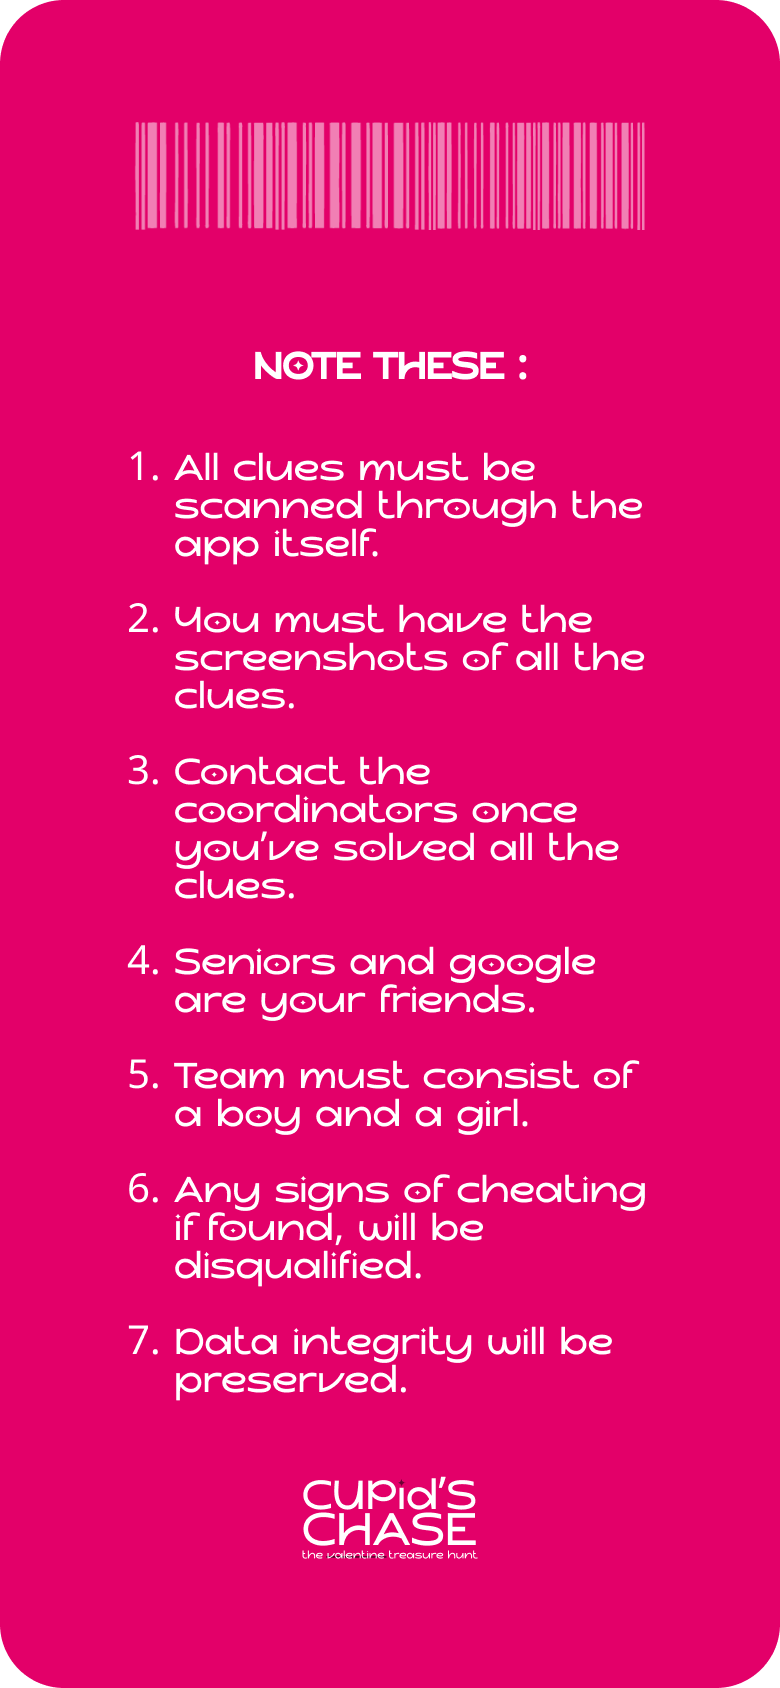 NOTE THESE :
1. All clues must be
scanned through the
app itself.
2. You must have the
screenshots of all the
clues.
3. Contact the
coordinators once
you've solved all the
clues.
4. Seniors and google
are your friends.
5. Team must consist of
a boy and a girl.
6. Any signs of cheating
if found, will be
disqualified.
7. Data integrity will be
preserved.
CUPid'S
CHASE
the valentine treasure hunt